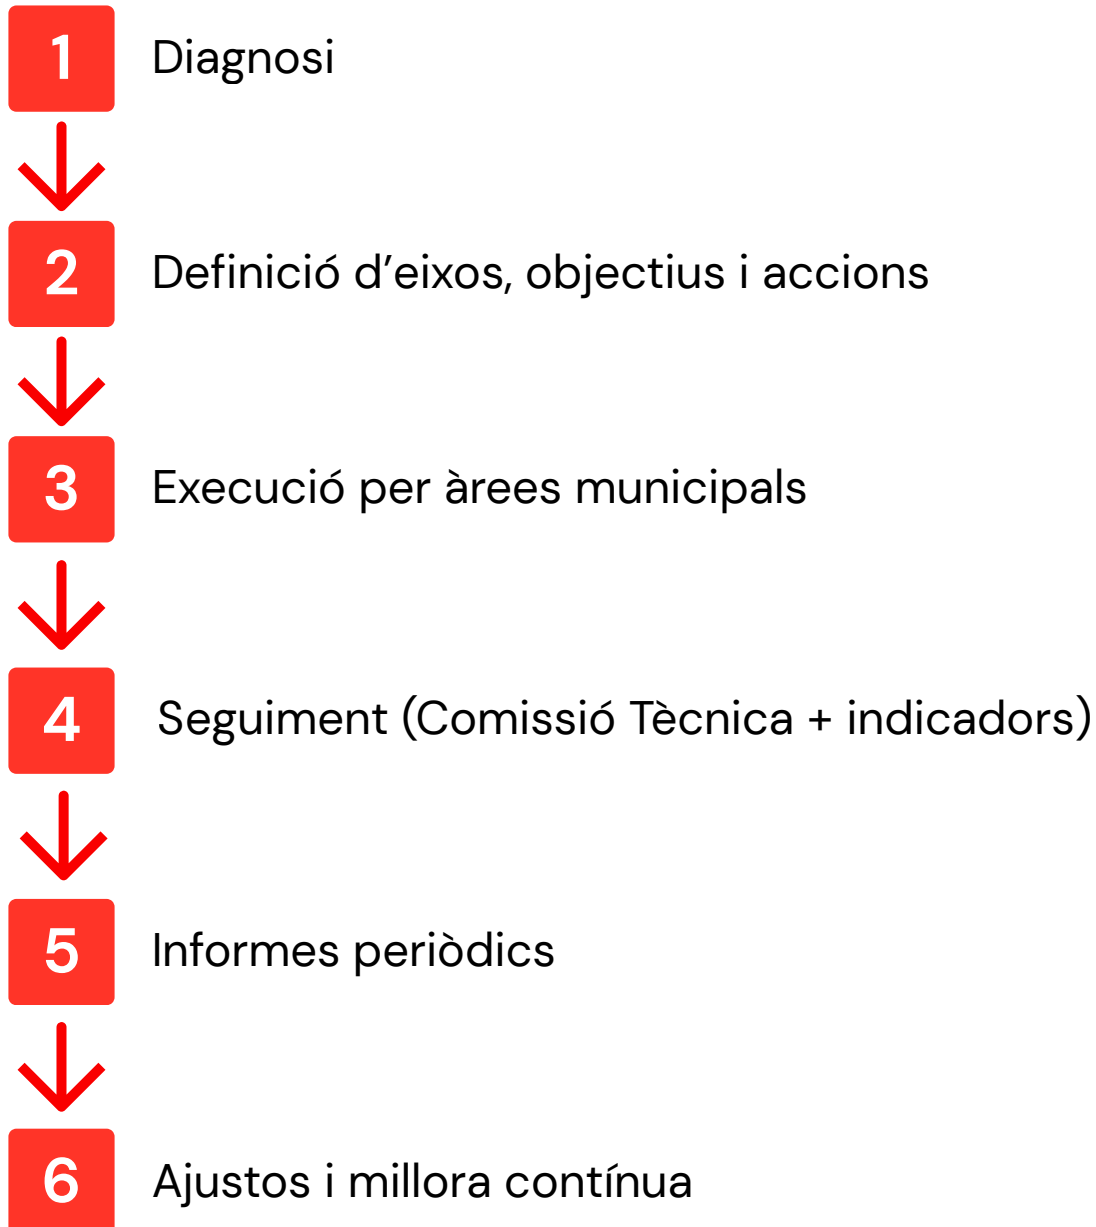 1 Diagnosi
2 Definició d’eixos, objectius i accions
3 Execució per àrees municipals
4 Seguiment (Comissió Tècnica + indicadors)
5 Informes periòdics
6 Ajustos i millora contínua